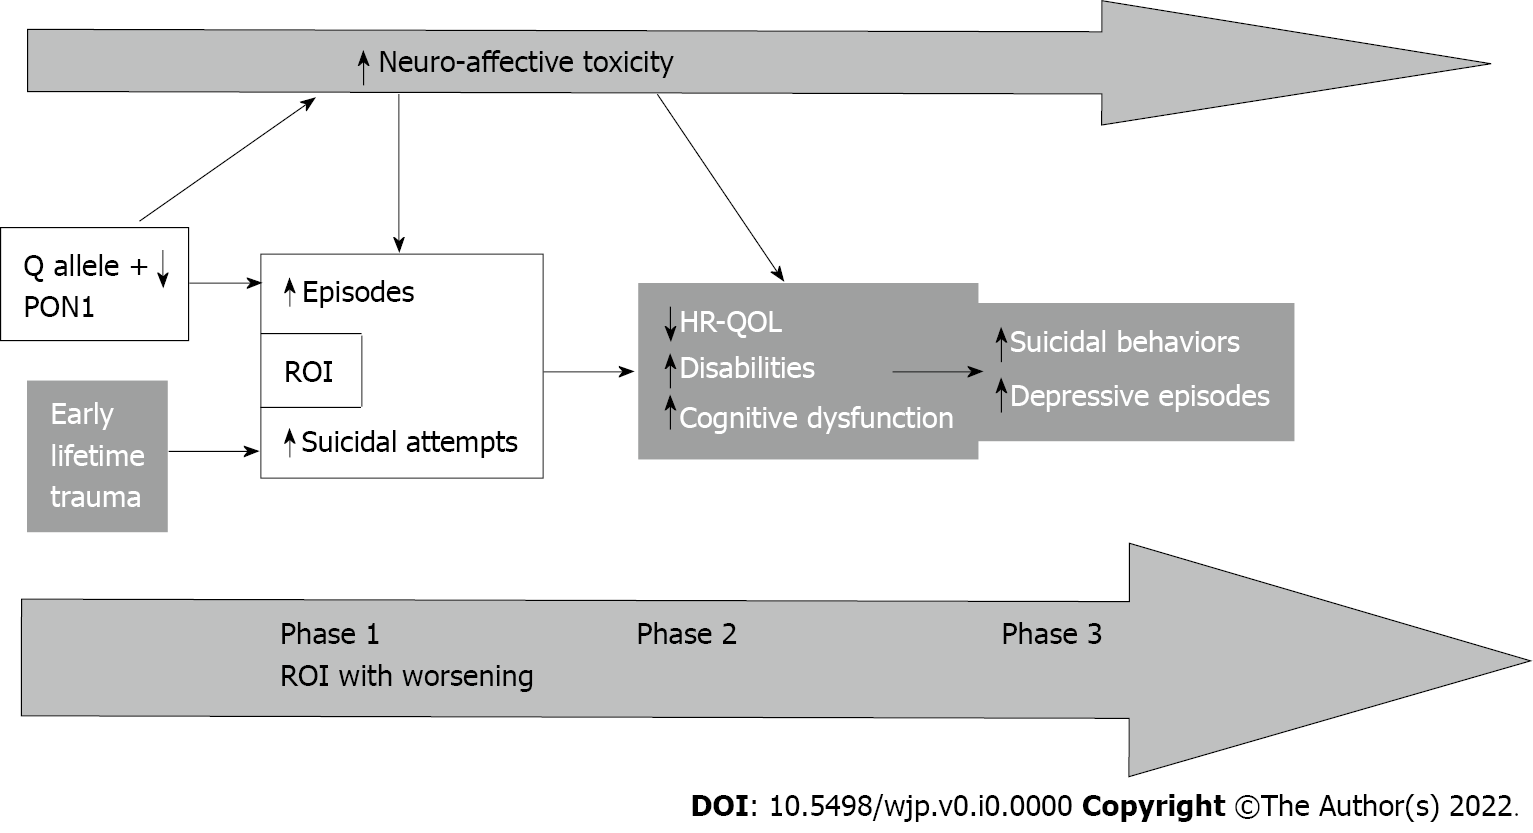 ↑ Neuro-affective toxicity
Q allele + ↓
PON1
Early
lifetime
trauma
↑ Episodes
ROI
↑ Suicidal attempts
↓ HR-QOL
↑ Disabilities
↑ Cognitive dysfunction
↑ Suicidal behaviors
↑ Depressive episodes
Phase 1
ROI with worsening
Phase 2
Phase 3
DOI: 10.5498/wjp.v0.i0.0000 Copyright ©The Author(s) 2022.